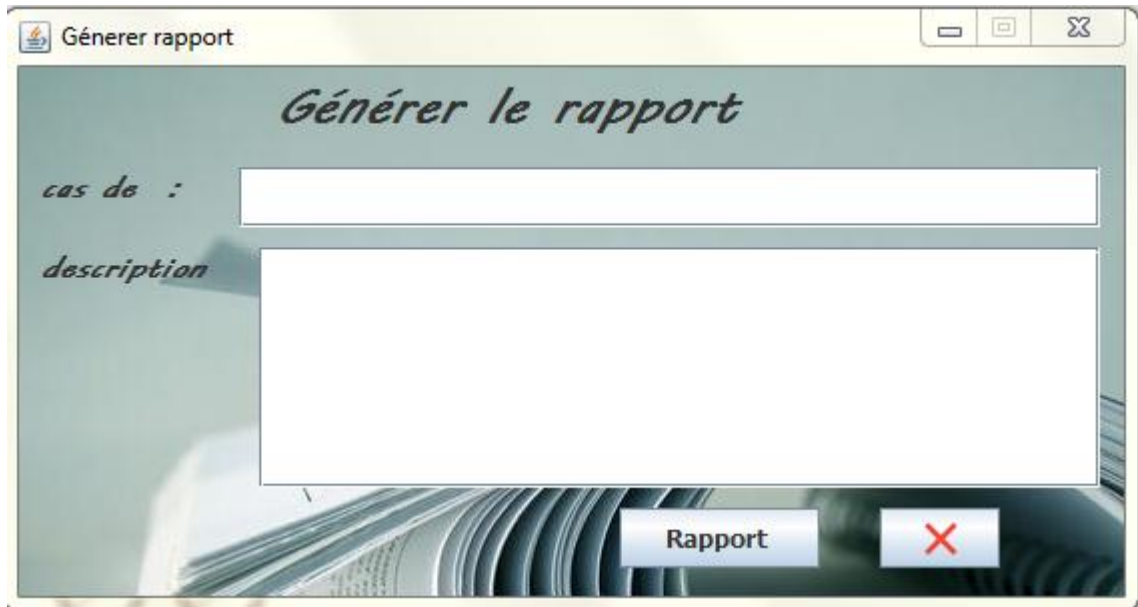 Génerer rapport
Générer le rapport
cas de :
description
Rapport